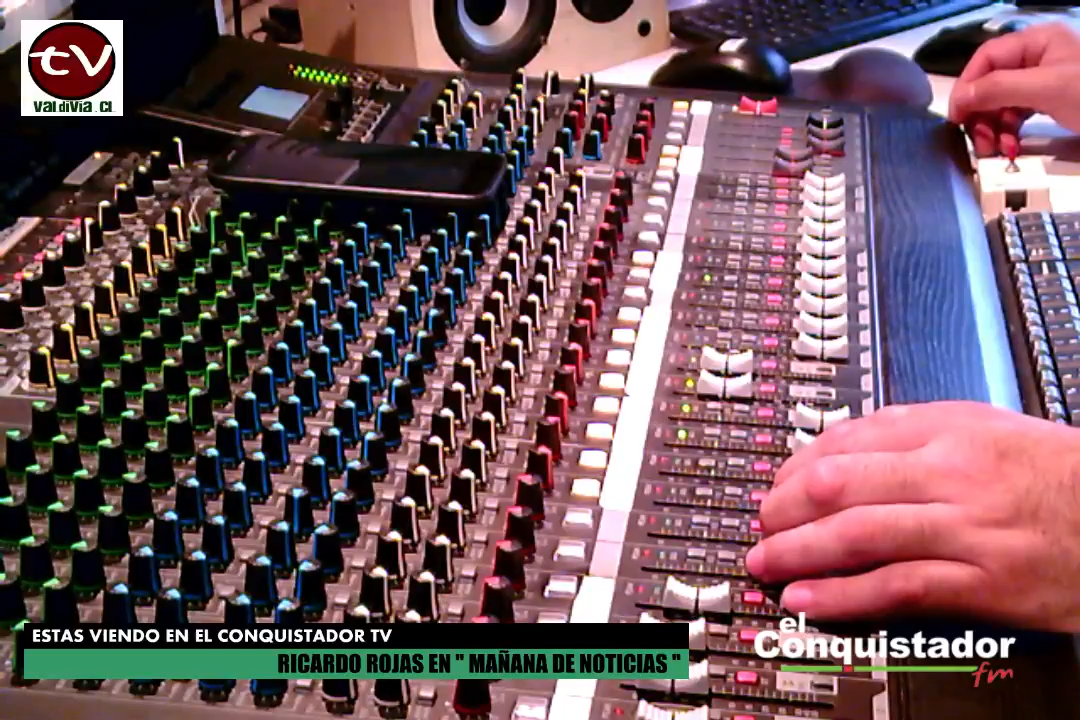 tv
ValdiVia.CL
ESTAS VIENDO EN EL CONQUISTADOR TV
RICARDO ROJAS EN " MAÑANA DE NOTICIAS "
el
Conquistador
fm